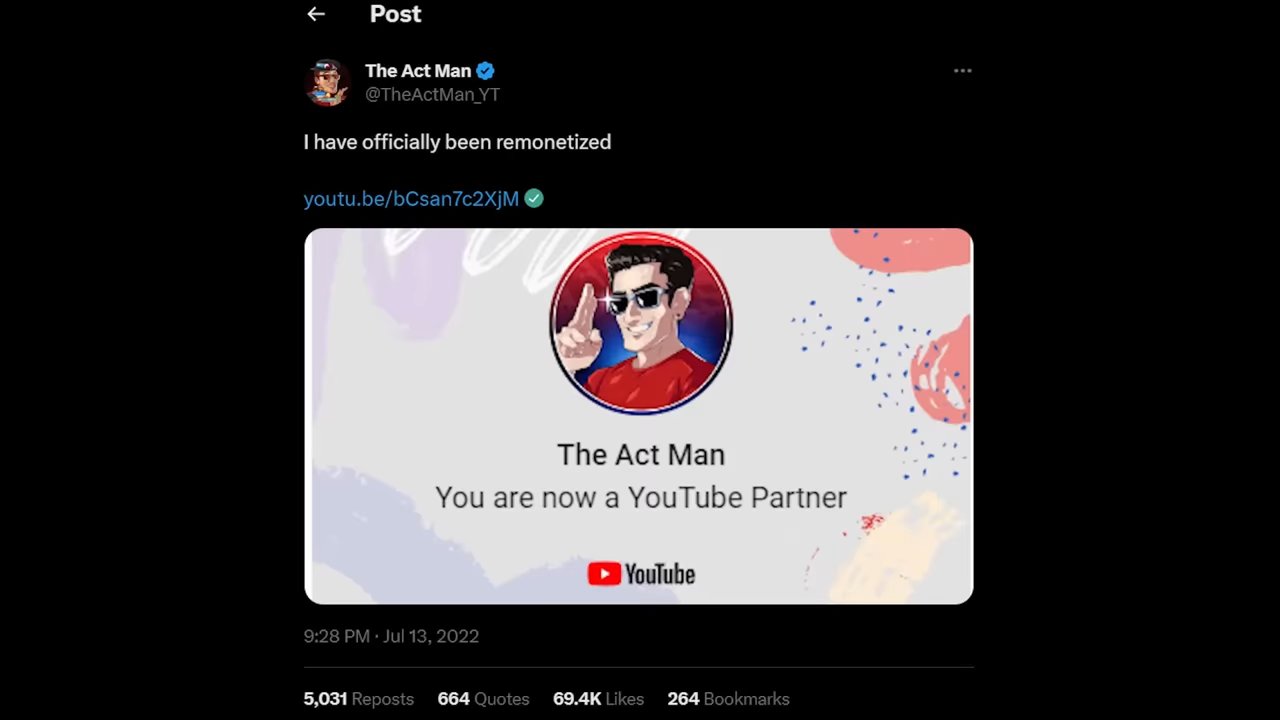 Post
The Act Man
@TheActMan_YT
I have officially been remonetized
youtu.be/bCsan7c2XjM
The Act Man
You are now a YouTube Partner
YouTube
9:28 PM · Jul 13, 2022
5,031 Reposts 664 Quotes 69.4K Likes 264 Bookmarks